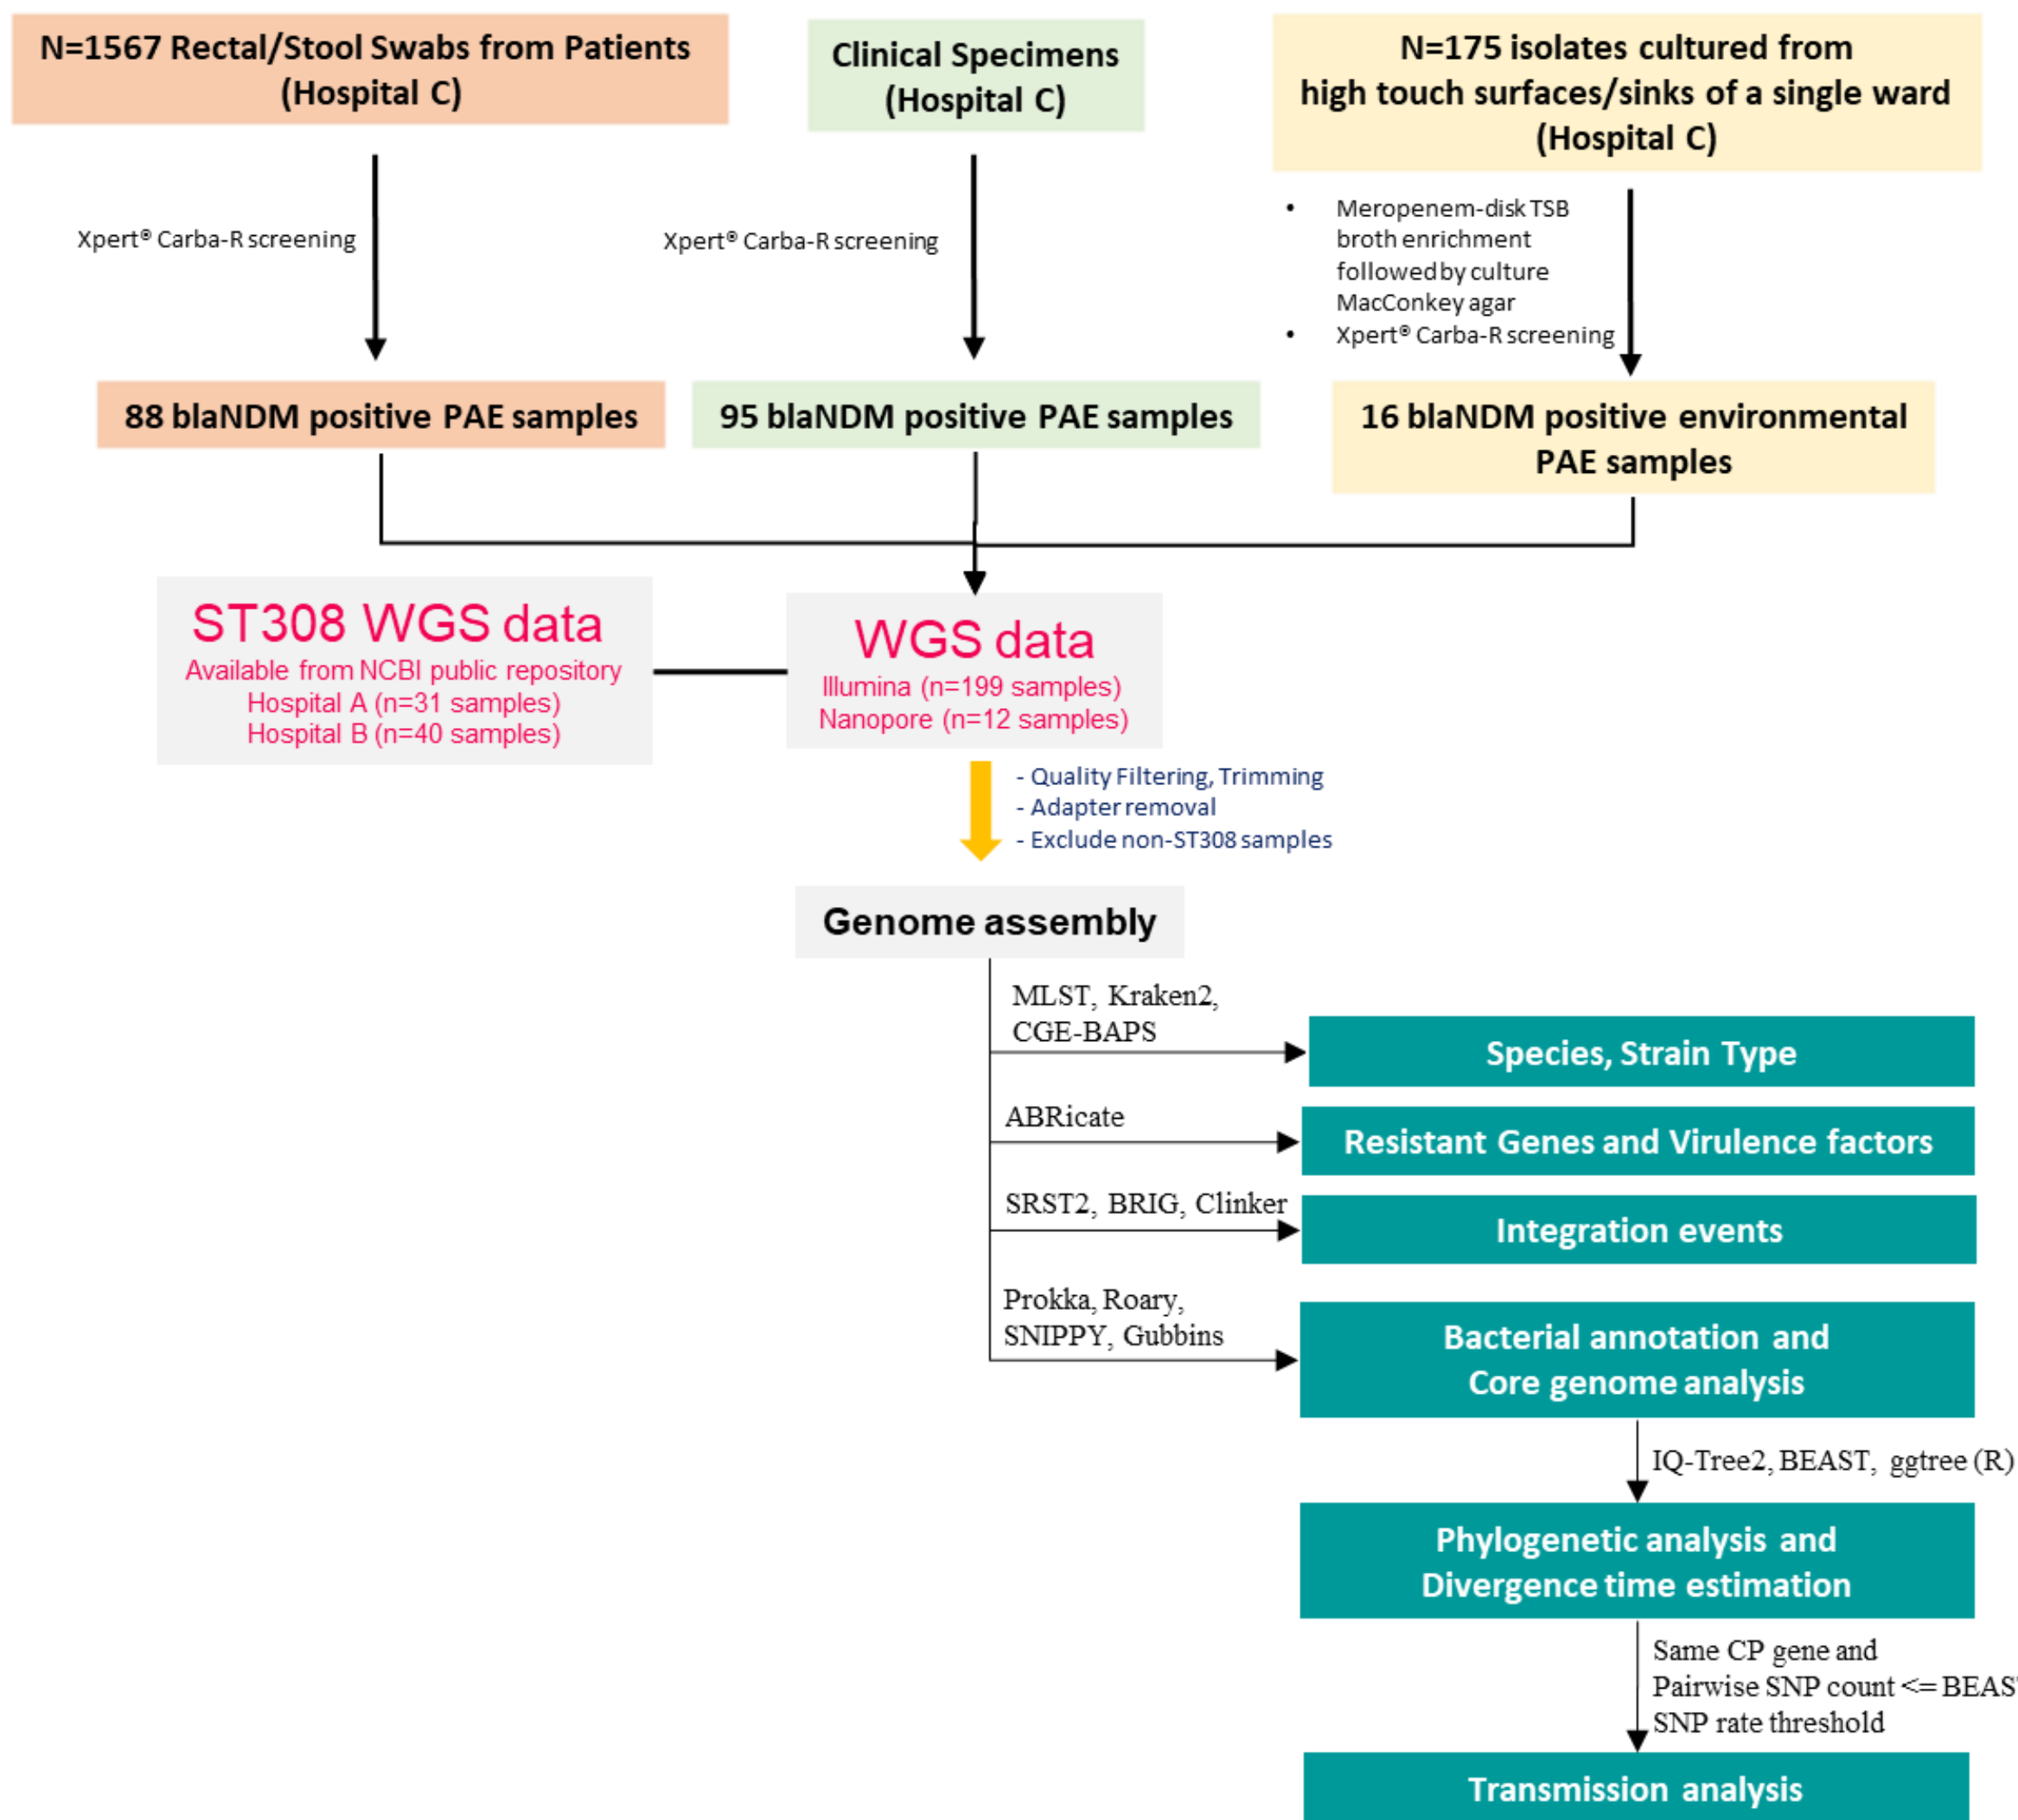 N=1567 Rectal/Stool Swabs from Patients
(Hospital C)
Clinical Specimens
(Hospital C)
N=175 isolates cultured from
high touch surfaces/sinks of a single ward
(Hospital C)
Xpert® Carba-R screening
Xpert® Carba-R screening
• Meropenem-disk TSB
broth enrichment
followed by culture
MacConkey agar
• Xpert® Carba-R screening
88 blaNDM positive PAE samples
95 blaNDM positive PAE samples
16 blaNDM positive environmental
PAE samples
ST308 WGS data
Available from NCBI public repository
Hospital A (n=31 samples)
Hospital B (n=40 samples)
WGS data
Illumina (n=199 samples)
Nanopore (n=12 samples)
- Quality Filtering, Trimming
- Adapter removal
- Exclude non-ST308 samples
Genome assembly
MLST, Kraken2,
CGE-BAPS
Species, Strain Type
ABRicate
Resistant Genes and Virulence factors
SRST2, BRIG, Clinker
Integration events
Prokka, Roary,
SNIPPY, Gubbins
Bacterial annotation and
Core genome analysis
IQ-Tree2, BEAST, ggtree (R)
Phylogenetic analysis and
Divergence time estimation
Same CP gene and
Pairwise SNP count <= BEAS
SNP rate threshold
Transmission analysis